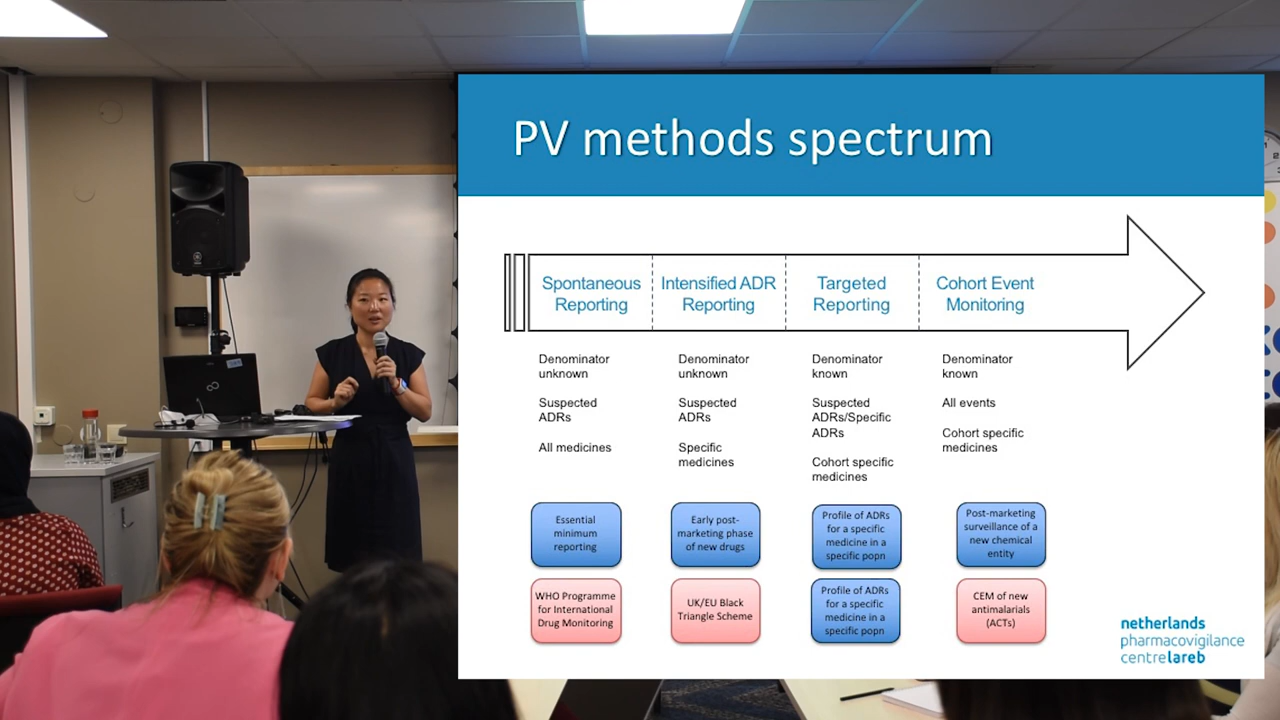 PV methods spectrum
Spontaneous
Reporting
Intensified ADR
Reporting
Targeted
Reporting
Cohort Event
Monitoring
Denominator
unknown
Suspected
ADRs
All medicines
Denominator
unknown
Suspected
ADRs
Specific
medicines
Denominator
known
Suspected
ADRs/Specific
ADRs
Cohort specific
medicines
Denominator
known
All events
Cohort specific
medicines
Essential
minimum
reporting
Early post-
marketing phase
of new drugs
Profile of ADRs
for a specific
medicine in a
specific popn
Post-marketing
surveillance of a
new chemical
entity
WHO Programme
for International
Drug Monitoring
UK/EU Black
Triangle Scheme
Profile of ADRs
for a specific
medicine in a
specific popn
CEM of new
antimalarials
(ACTs)
netherlands
pharmacovigilance
centre lareb